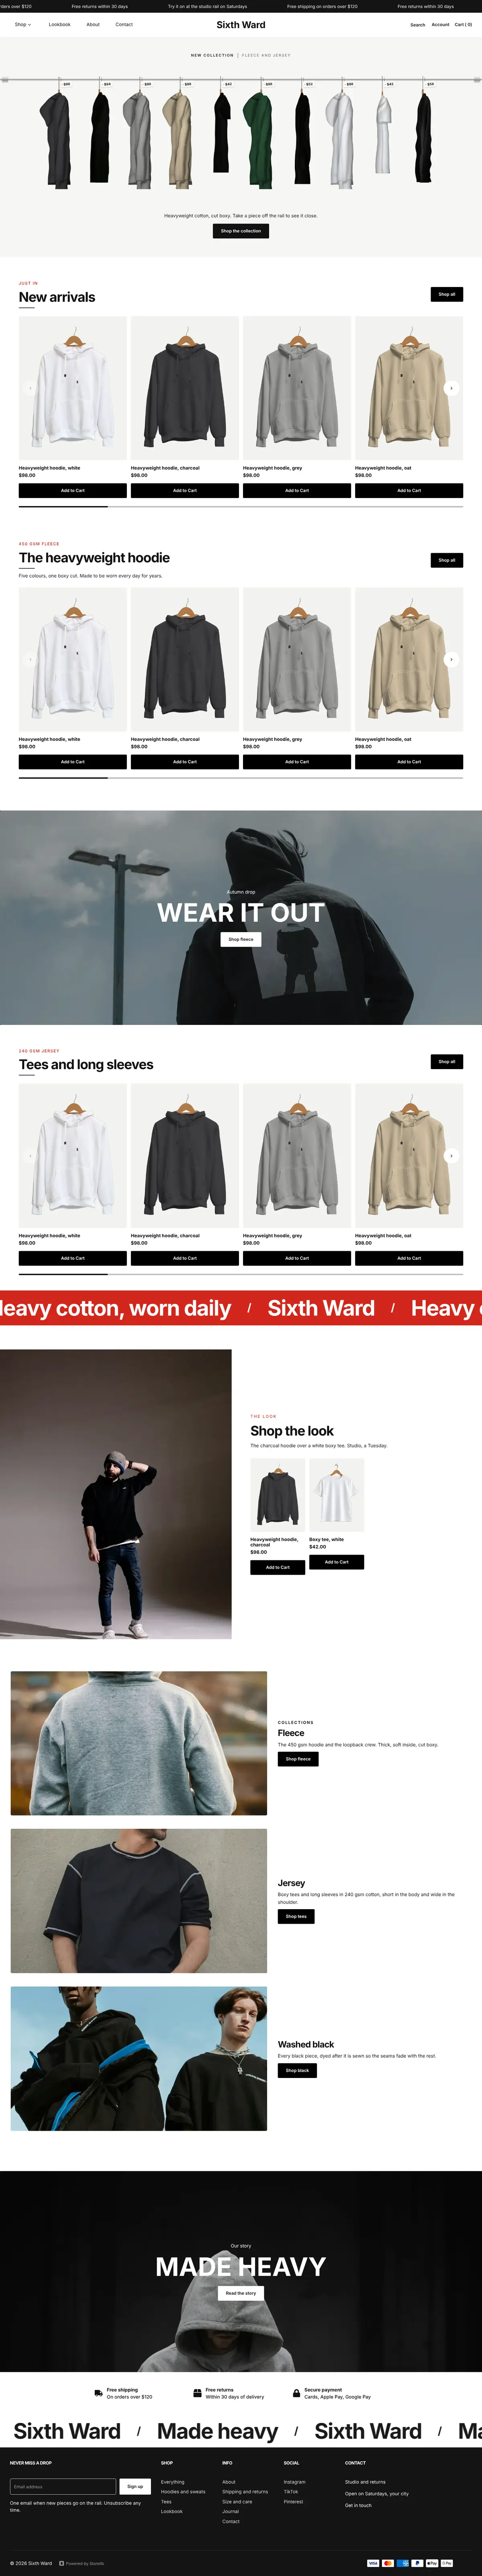 orders over $120
Free returns within 30 days
Try it on at the studio rail on Saturdays
Free shipping on orders over $120
Free returns within 30 days
Shop
Lookbook
About
Contact
Sixth Ward
Search
Account
Cart ( 0)
NEW COLLECTION
FLEECE AND JERSEY
Heavyweight cotton, cut boxy. Take a piece off the rail to see it close.
Shop the collection
JUST IN
New arrivals
Shop all
Heavyweight hoodie, white
$98.00
Add to Cart
Heavyweight hoodie, charcoal
$98.00
Add to Cart
Heavyweight hoodie, grey
$98.00
Add to Cart
Heavyweight hoodie, oat
$98.00
Add to Cart
450 GSM FLEECE
The heavyweight hoodie
Five colours, one boxy cut. Made to be worn every day for years.
Shop all
Heavyweight hoodie, white
$98.00
Add to Cart
Heavyweight hoodie, charcoal
$98.00
Add to Cart
Heavyweight hoodie, grey
$98.00
Add to Cart
Heavyweight hoodie, oat
$98.00
Add to Cart
Autumn drop
WEAR IT OUT
Shop fleece
240 GSM JERSEY
Tees and long sleeves
Shop all
Heavyweight hoodie, white
$98.00
Add to Cart
Heavyweight hoodie, charcoal
$98.00
Add to Cart
Heavyweight hoodie, grey
$98.00
Add to Cart
Heavyweight hoodie, oat
$98.00
Add to Cart
Heavy cotton, worn daily / Sixth Ward / Heavy
THE LOOK
Shop the look
The charcoal hoodie over a white boxy tee. Studio, a Tuesday.
Heavyweight hoodie,
charcoal
$98.00
Add to Cart
Boxy tee, white
$42.00
Add to Cart
COLLECTIONS
Fleece
The 450 gsm hoodie and the loopback crew. Thick, soft inside, cut boxy.
Shop fleece
Jersey
Boxy tees and long sleeves in 240 gsm cotton, short in the body and wide in the
shoulder.
Shop tees
Washed black
Every black piece, dyed after it is sewn so the seams fade with the rest.
Shop black
Our story
MADE HEAVY
Read the story
Free shipping
On orders over $120
Free returns
Within 30 days of delivery
Secure payment
Cards, Apple Pay, Google Pay
Sixth Ward / Made heavy / Sixth Ward / Ma
NEVER MISS A DROP
Email address
Sign up
One email when new pieces go on the rail. Unsubscribe any
time.
SHOP
Everything
Hoodies and sweats
Tees
Lookbook
INFO
About
Shipping and returns
Size and care
Journal
Contact
SOCIAL
Instagram
TikTok
Pinterest
CONTACT
Studio and returns
Open on Saturdays, your city
Get in touch
© 2026 Sixth Ward